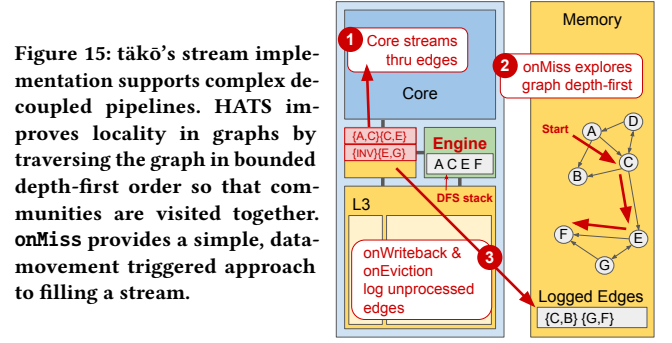 Figure 15: täkō's stream imple-
mentation supports complex de-
coupled pipelines. HATS im-
proves locality in graphs by
traversing the graph in bounded
depth-first order so that com-
munities are visited together.
onMiss provides a simple, data-
movement triggered approach
to filling a stream.
1
Core streams
thru edges
Core
{A,C}{C,E}
{INV}{E,G}
Engine
A C E F
DFS stack
L3
onWriteback &
onEviction
log unprocessed
edges
3
Memory
2
onMiss explores
graph depth-first
Start
A
D
C
B
F
E
G
Logged Edges
{C,B} {G,F}